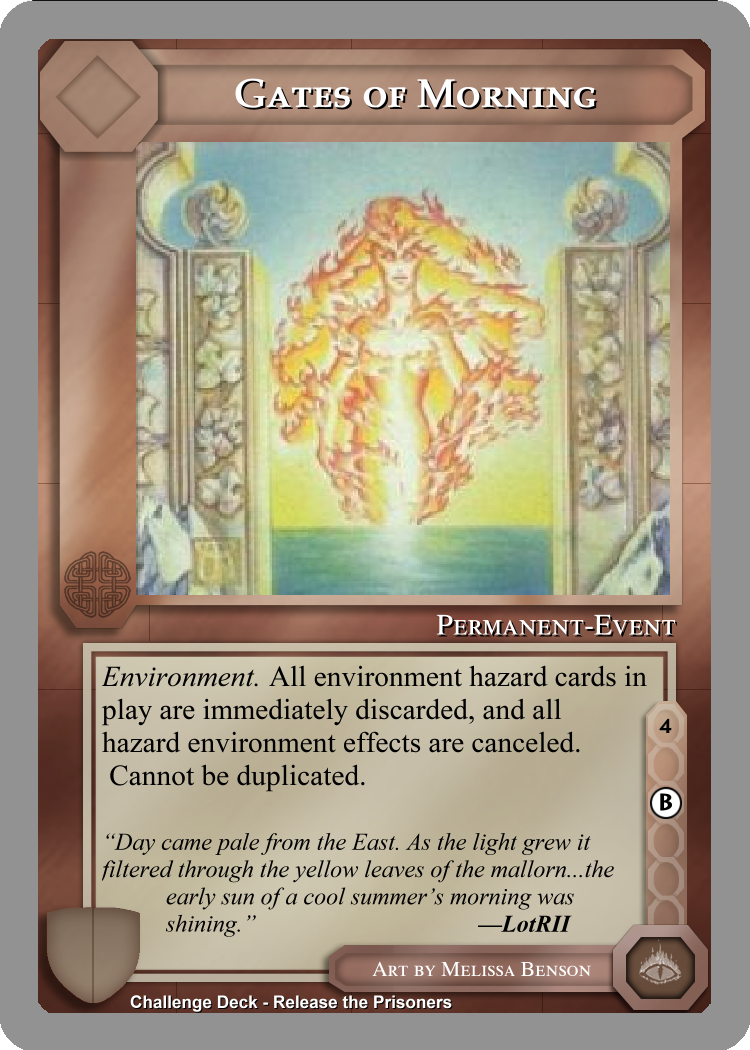 Gates of Morning
Permanent-Event
Environment. All environment hazard cards in
play are immediately discarded, and all
hazard environment effects are canceled.
Cannot be duplicated.
4
B
“Day came pale from the East. As the light grew it
filtered through the yellow leaves of the mallorn...the
early sun of a cool summer’s morning was
shining.” —LotRII
Art by Melissa Benson
Challenge Deck - Release the Prisoners